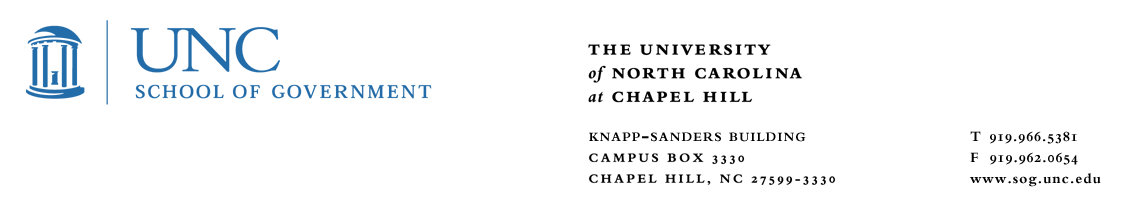 UNC
SCHOOL OF GOVERNMENT
THE UNIVERSITY
of NORTH CAROLINA
at CHAPEL HILL
KNAPP-SANDERS BUILDING
CAMPUS BOX 3330
CHAPEL HILL, NC 27599-3330
T 919.966.5381
F 919.962.0654
www.sog.unc.edu